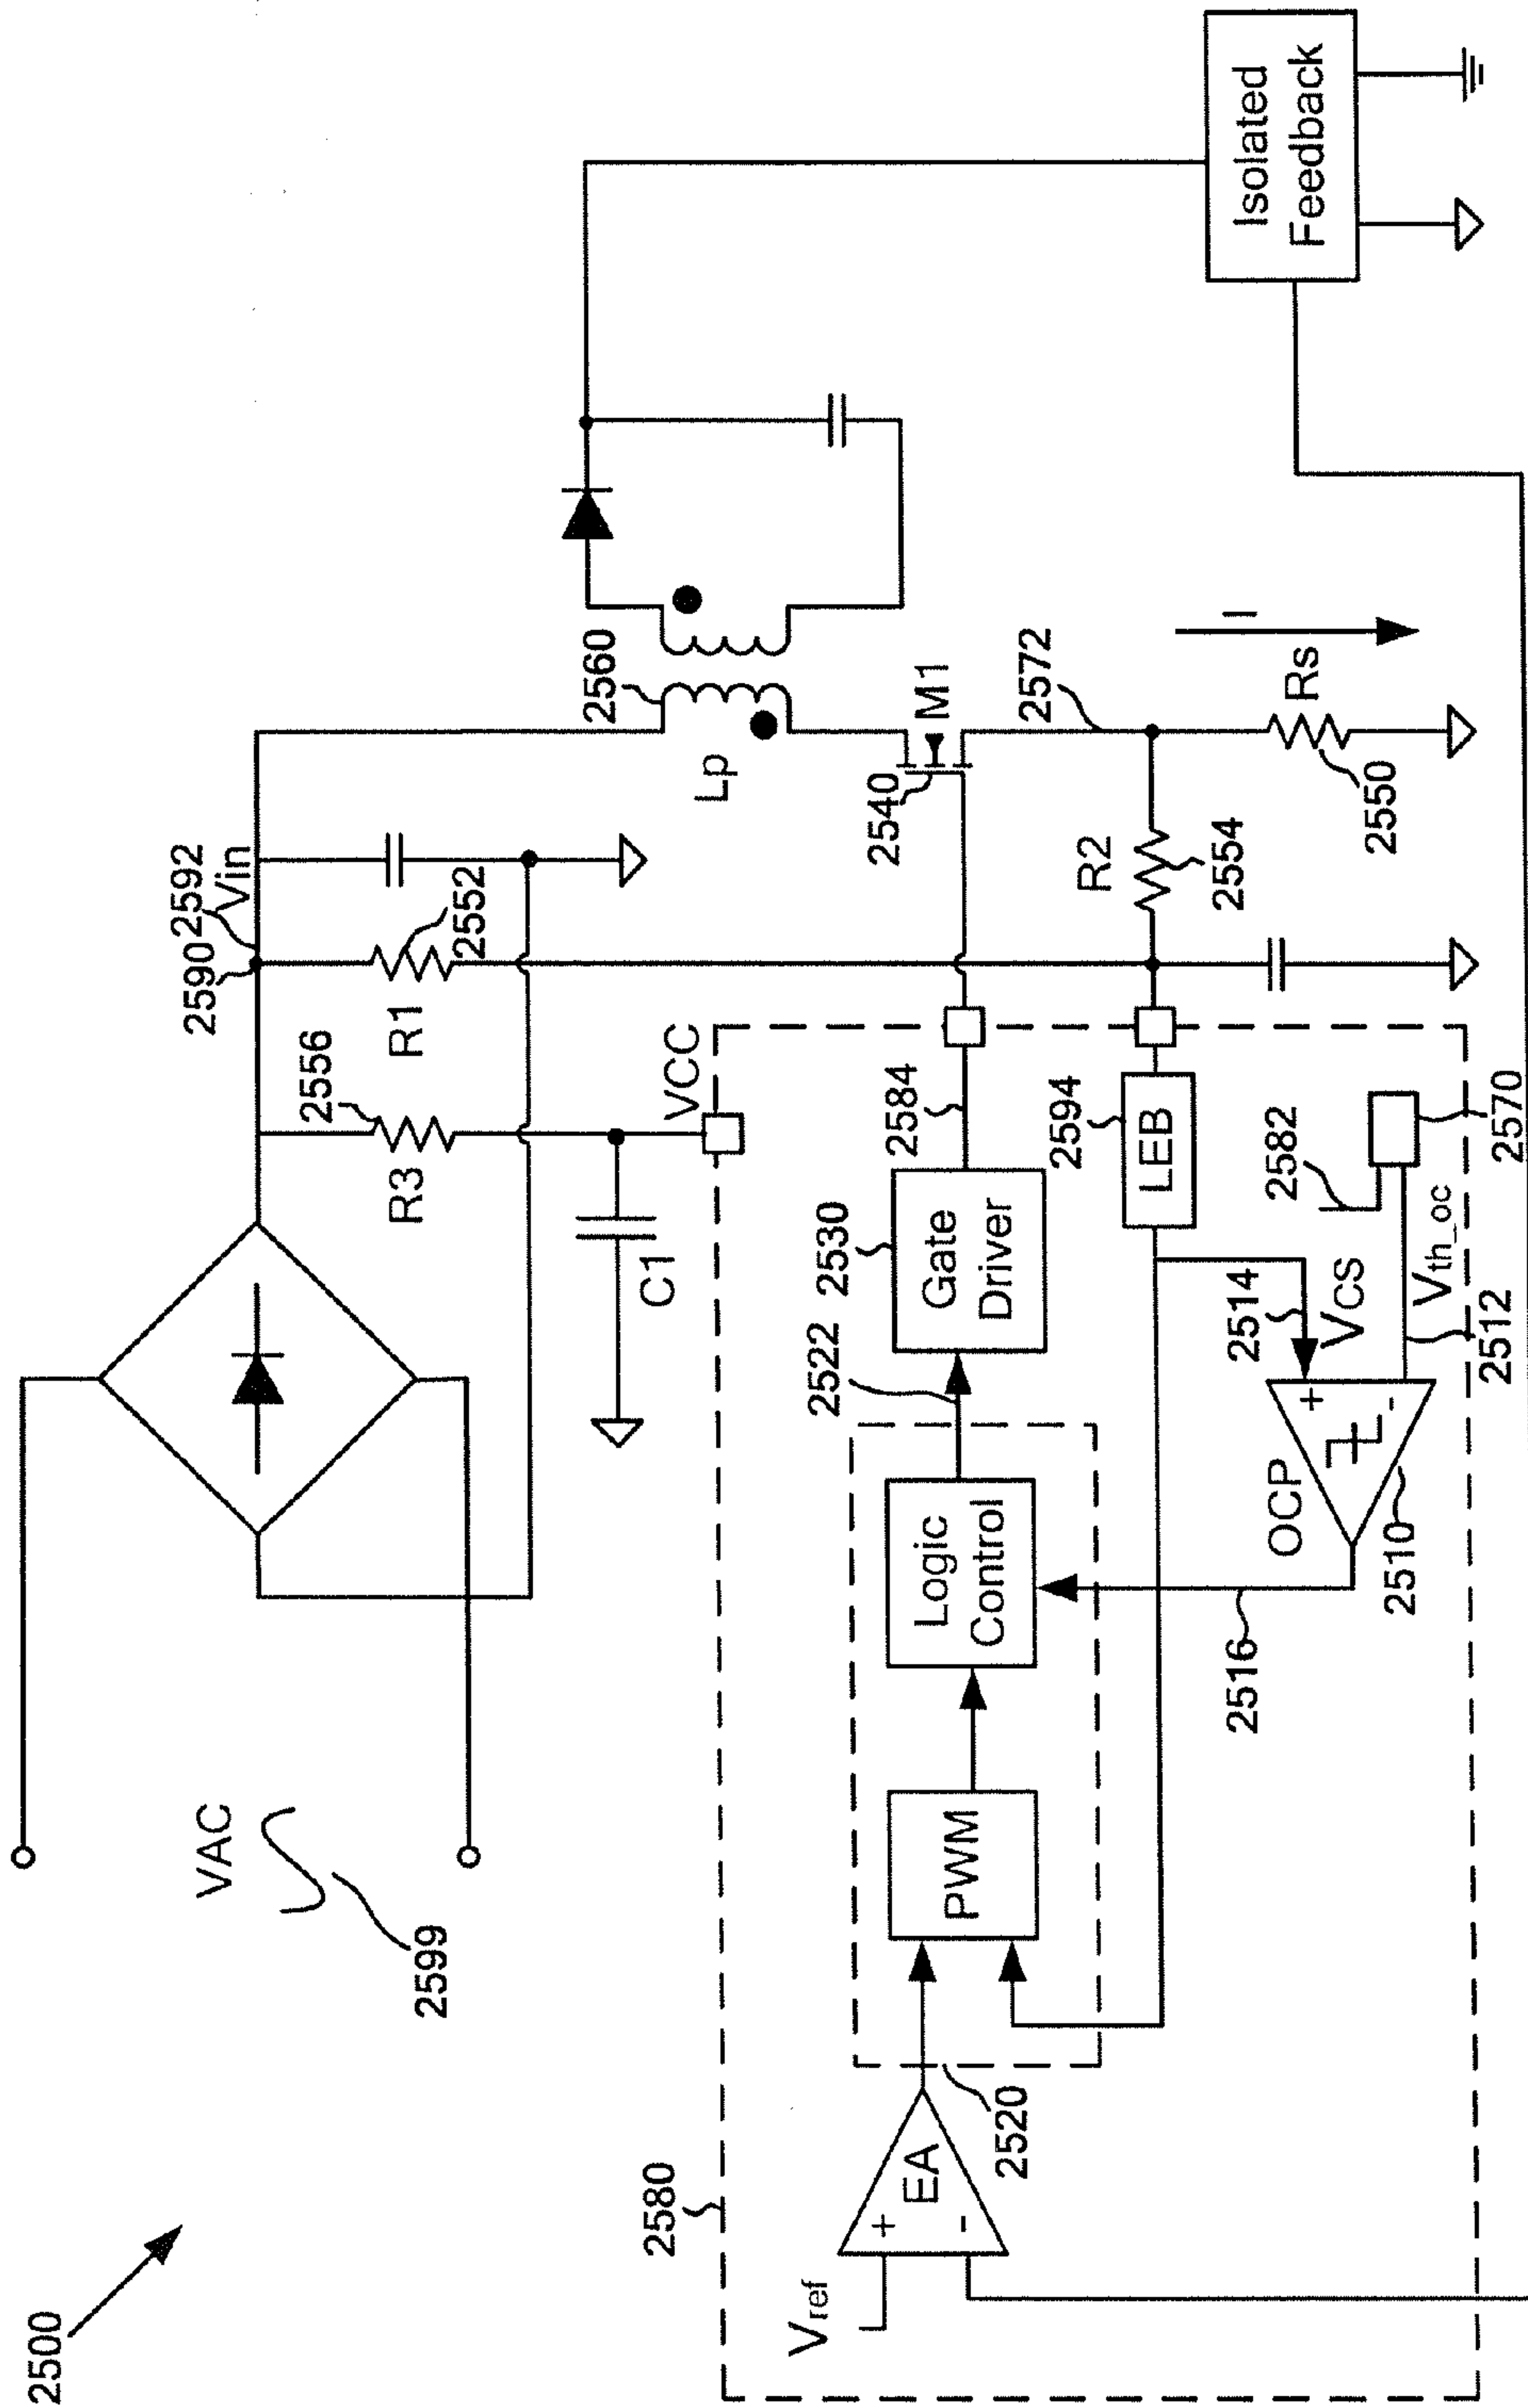 2500
VAC
2599
2590
2592
Vin
2556
R3
R1
2552
C1
VCC
Lp
2560
2540
M1
2572
I
R2
2554
Rs
2550
Isolated
Feedback
2580
Vref
+
-
EA
2520
PWM
Logic
Control
2522
2530
Gate
Driver
2584
2594
LEB
2516
OCP
2510
+
-
2514
VCS
2512
Vth_oc
2582
2570